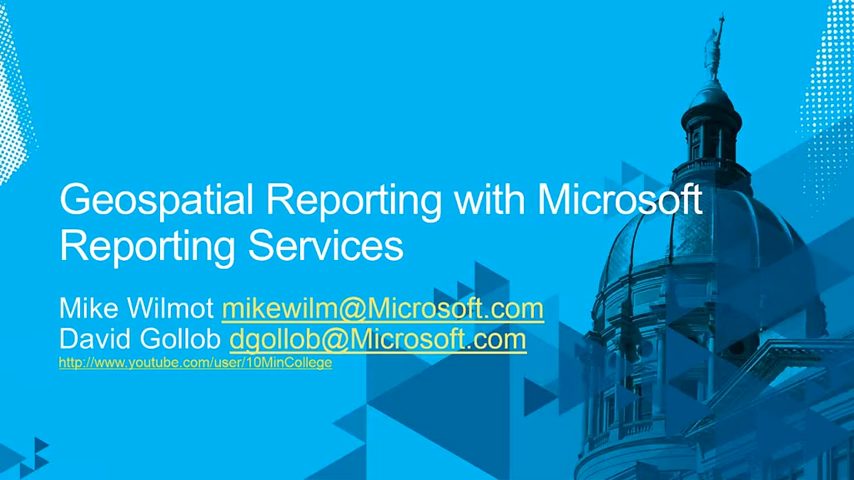 Geospatial Reporting with Microsoft
Reporting Services
Mike Wilmot mikewilm@Microsoft.com
David Gollob dgollob@Microsoft.com
http://www.youtube.com/user/10MinCollege